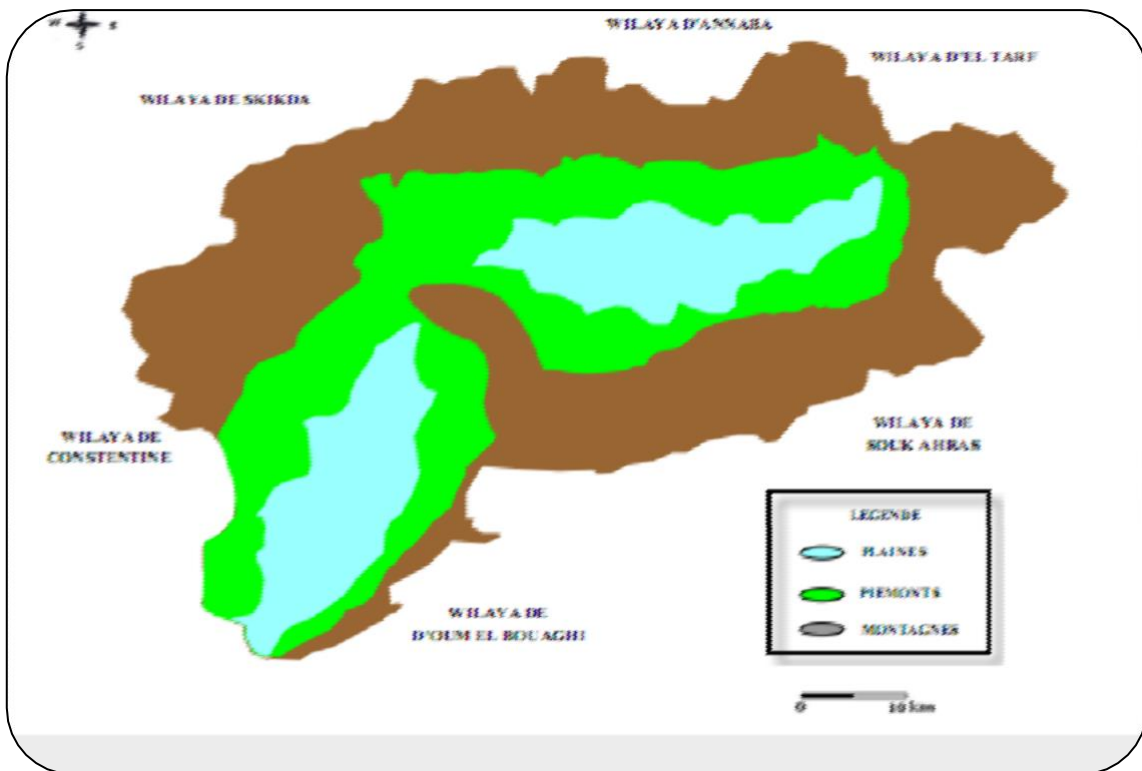 WILAYA D'ANNABA
W S
S
WILAYA D'EL TARF
WILAYA DE SKIKDA
WILAYA DE
CONSTENTINE
WILAYA DE
SOUK AHRAS
LEGENDE
PLAINES
PIEMONTS
MONTAGNES
WILAYA DE
D'OUM EL BOUAGHI
0 10 km